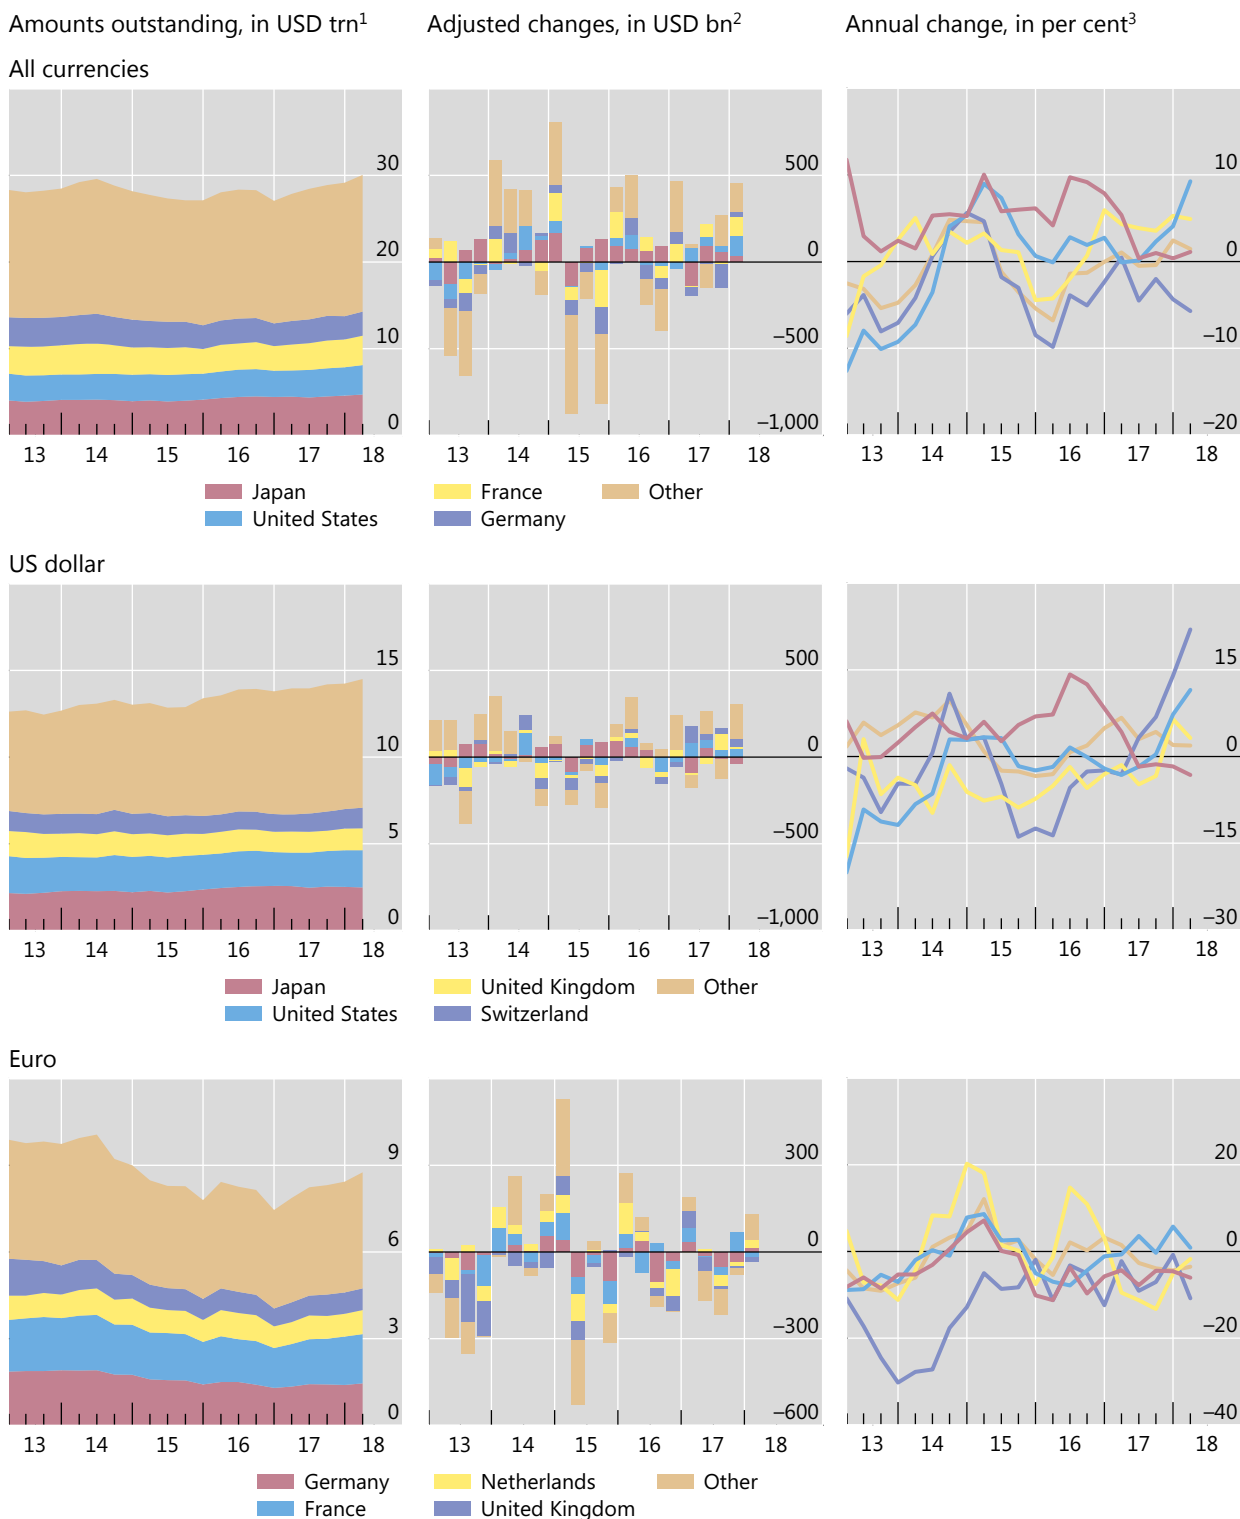 Amounts outstanding, in USD trn1 Adjusted changes, in USD bn2 Annual change, in per cent3
All currencies
30 500 10
20 0 0
10 −500 −10
0 −1,000 −20
13 14 15 16 17 18 13 14 15 16 17 18 13 14 15 16 17 18
Japan France Other
United States Germany
US dollar
15 500 15
10 0 0
5 −500 −15
0 −1,000 −30
13 14 15 16 17 18 13 14 15 16 17 18 13 14 15 16 17 18
Japan United Kingdom Other
United States Switzerland
Euro
9 300 20
6 0 0
3 −300 −20
0 −600 −40
13 14 15 16 17 18 13 14 15 16 17 18 13 14 15 16 17 18
Germany Netherlands Other
France United Kingdom